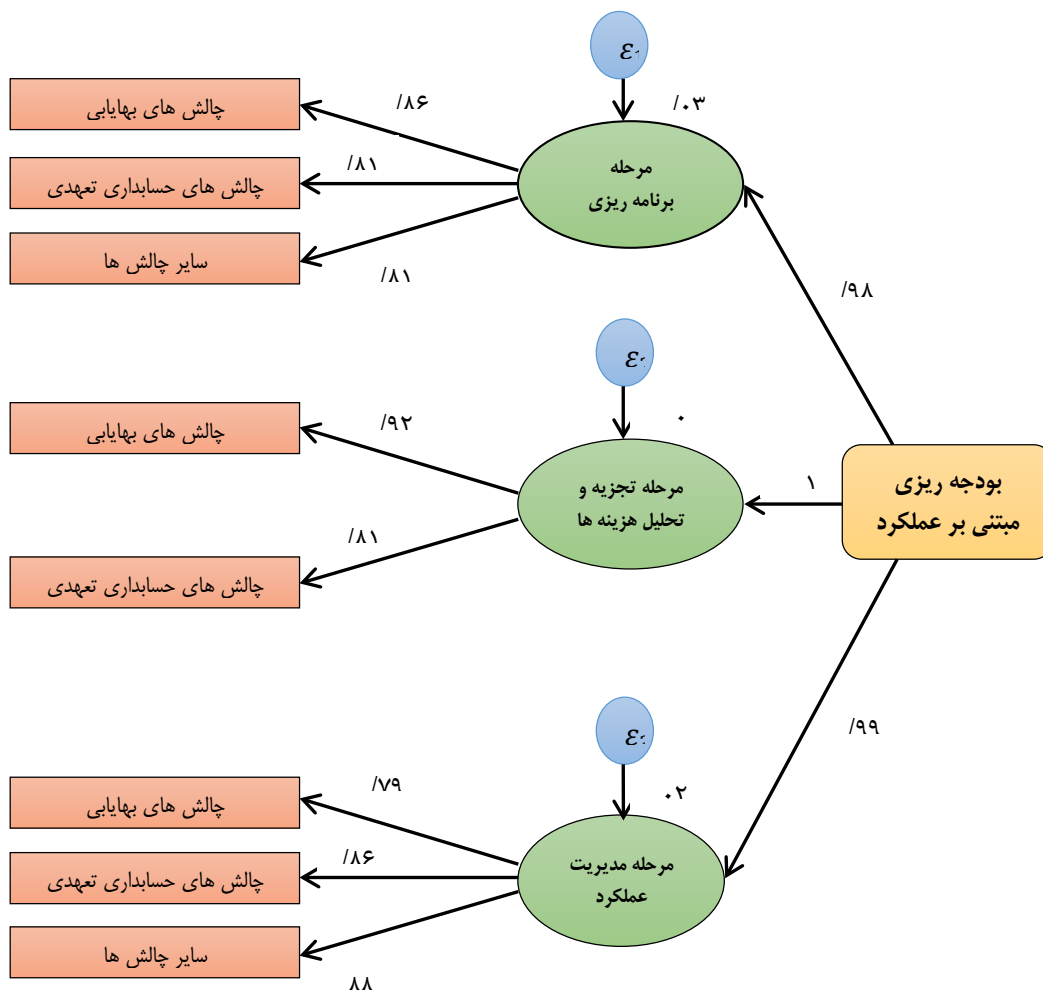 ε۱
/۰۳
/۸۶
چالش های بهایابی
/۸۱
چالش های حسابداری تعهدی
مرحله
برنامه ریزی
سایر چالش ها
/۸۱
/۹۸
ε
۰
/۹۲
چالش های بهایابی
۱
بودجه ریزی
مبتنی بر عملکرد
مرحله تجزیه و
تحلیل هزینه ها
/۸۱
چالش های حسابداری تعهدی
/۹۹
ε
۰۲
/۷۹
چالش های بهایابی
/۸۶
چالش های حسابداری تعهدی
مرحله مدیریت
عملکرد
سایر چالش ها
۸۸